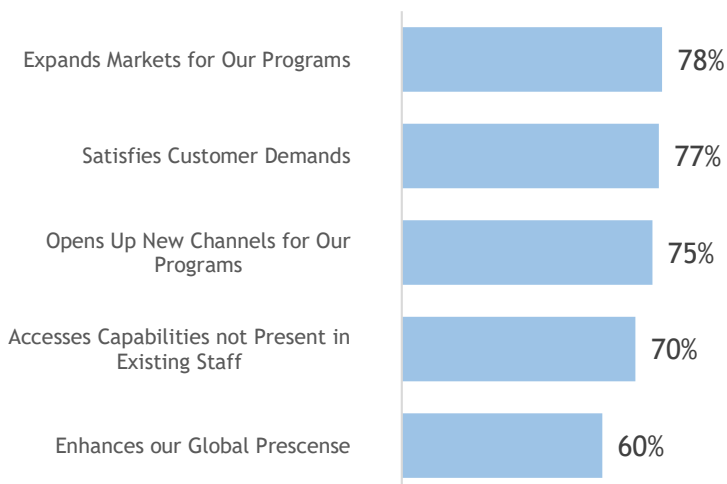 Expands Markets for Our Programs
78%
Satisfies Customer Demands
77%
Opens Up New Channels for Our
Programs
75%
Accesses Capabilities not Present in
Existing Staff
70%
Enhances our Global Prescense
60%